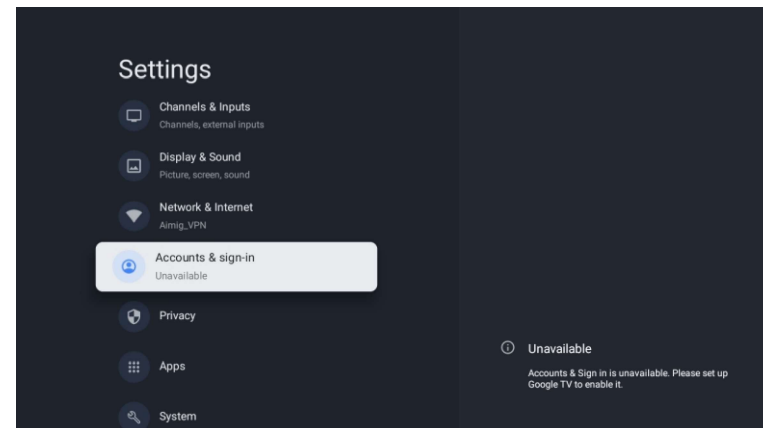 Settings
Channels & Inputs
Channels, external inputs
Display & Sound
Picture, screen, sound
Network & Internet
Aimig_VPN
Accounts & sign-in
Unavailable
Privacy
Apps
System
Unavailable
Accounts & Sign in is unavailable. Please set up
Google TV to enable it.